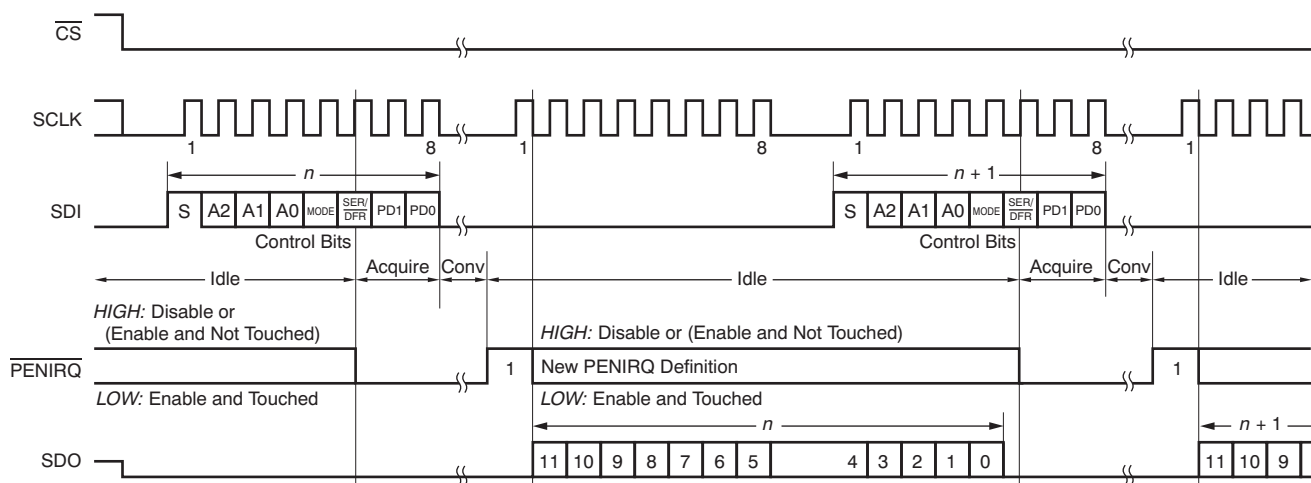 CS
SCLK
1 8 1 8 1 8 1
n n + 1
SDI
S A2 A1 A0 MODE SER/DFR PD1 PD0 S A2 A1 A0 MODE SER/DFR PD1 PD0
Control Bits Control Bits
Idle Acquire Conv Idle Acquire Conv Idle
HIGH: Disable or
(Enable and Not Touched)
HIGH: Disable or (Enable and Not Touched)
PENIRQ
1 New PENIRQ Definition 1
LOW: Enable and Touched LOW: Enable and Touched
n n + 1
SDO
11 10 9 8 7 6 5 4 3 2 1 0 11 10 9